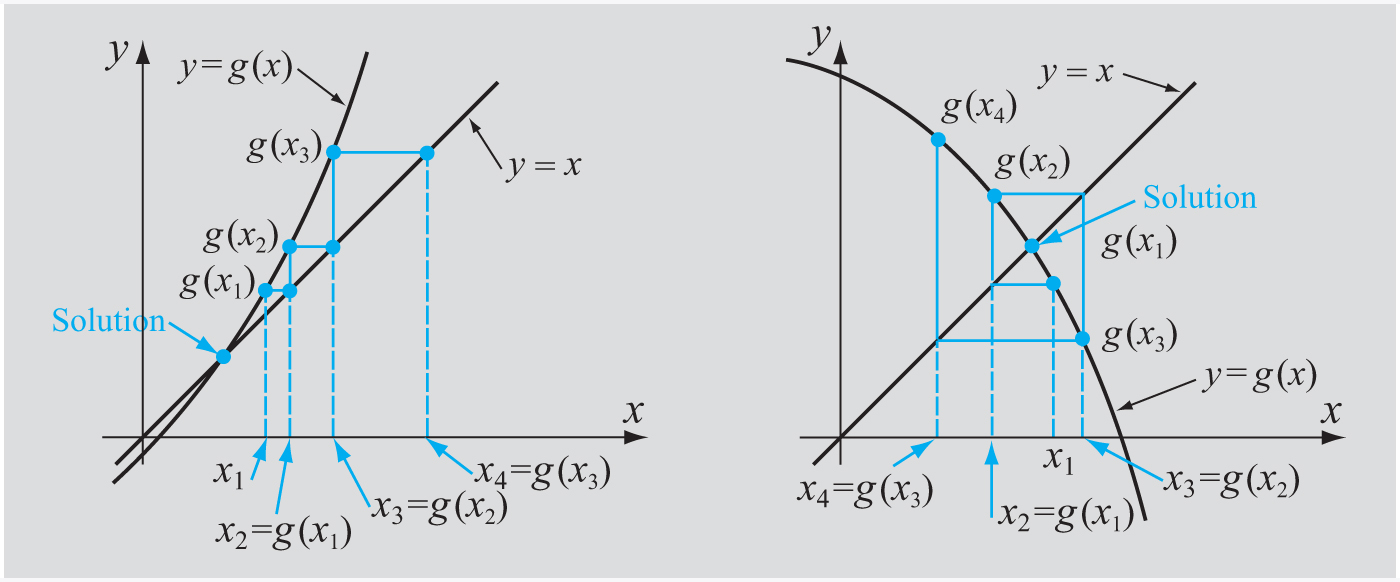 y
y=g(x)
g(x₃)
y = x
g(x₂)
g(x₁)
Solution
x
x₁
x₄=g(x₃)
x₃=g(x₂)
x₂=g(x₁)
y
y = x
g(x₄)
g(x₂)
Solution
g(x₁)
g(x₃)
y=g(x)
x
x₁
x₄=g(x₃)
x₃=g(x₂)
x₂=g(x₁)